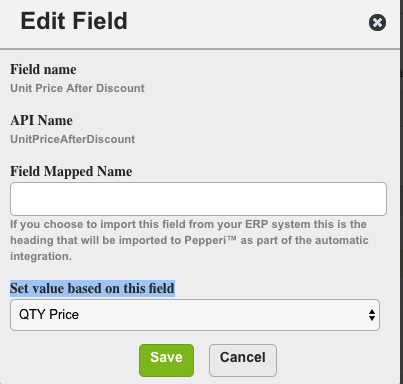 Edit Field
Field name
Unit Price After Discount
API Name
UnitPriceAfterDiscount
Field Mapped Name
If you choose to import this field from your ERP system this is the
heading that will be imported to Pepperi™ as part of the automatic
integration.
Set value based on this field
QTY Price
Save Cancel